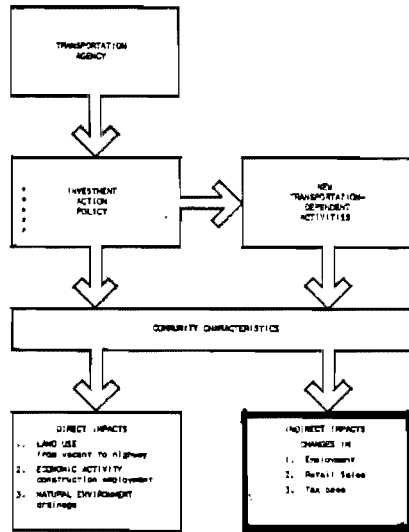 TRANSPORTATION
AGENCY
INVESTMENT
ACTION
POLICY
NEW
TRANSPORTATION-
DEPENDENT
ACTIVITIES
COMMUNITY CHARACTERISTICS
DIRECT IMPACTS
1. LAND USE
from vacant to highway
2. ECONOMIC ACTIVITY
construction employment
3. NATURAL ENVIRONMENT
drainage
INDIRECT IMPACTS
CHANGES IN
1. Employment
2. Retail Sales
3. Tax base